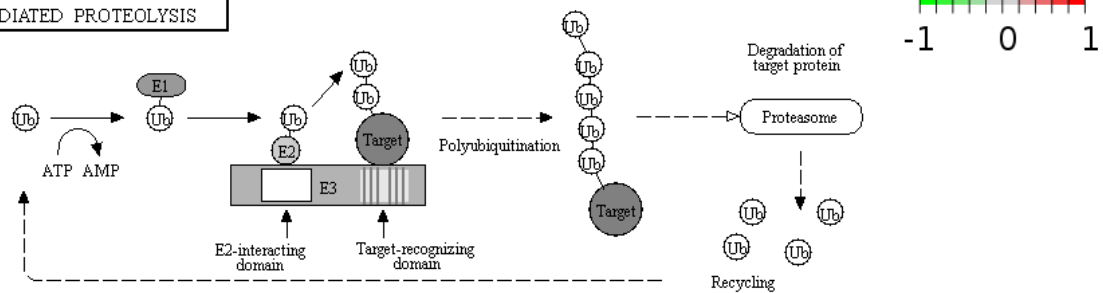 DIATED PROTEOLYSIS
-1 0 1
Degradation of
target protein
Ub
Ub
Ub
Ub
Ub
Ub
Ub
E1
Ub
Ub
Ub
E2
Target
Target
Proteasome
Polyubiquitination
ATP AMP
E3
E2-interacting
domain
Target-recognizing
domain
Ub
Ub
Ub
Ub
Ub
Recycling